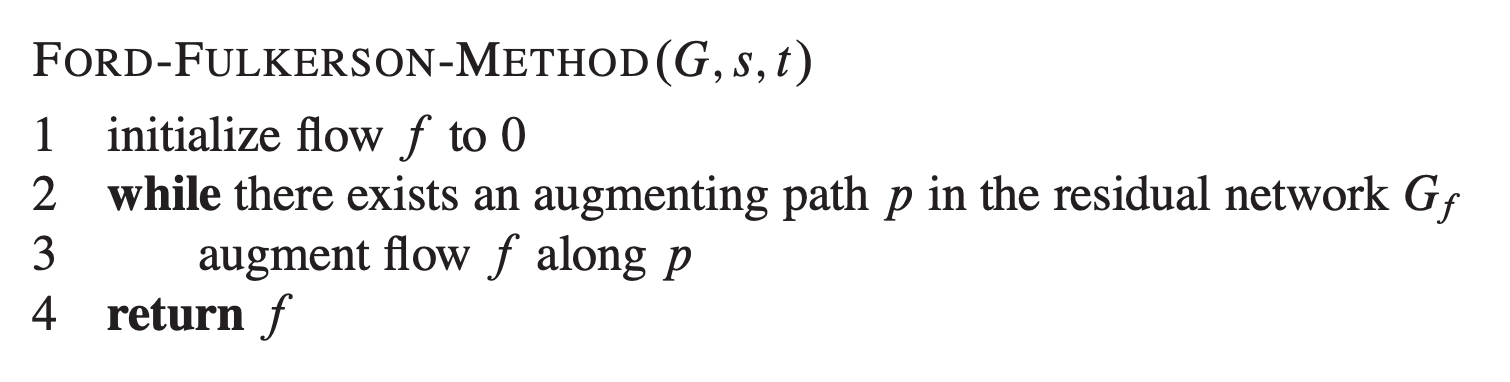 FORD-FULKERSON-METHOD(G, s, t)
1 initialize flow f to 0
2 while there exists an augmenting path p in the residual network G_f
3 augment flow f along p
4 return f